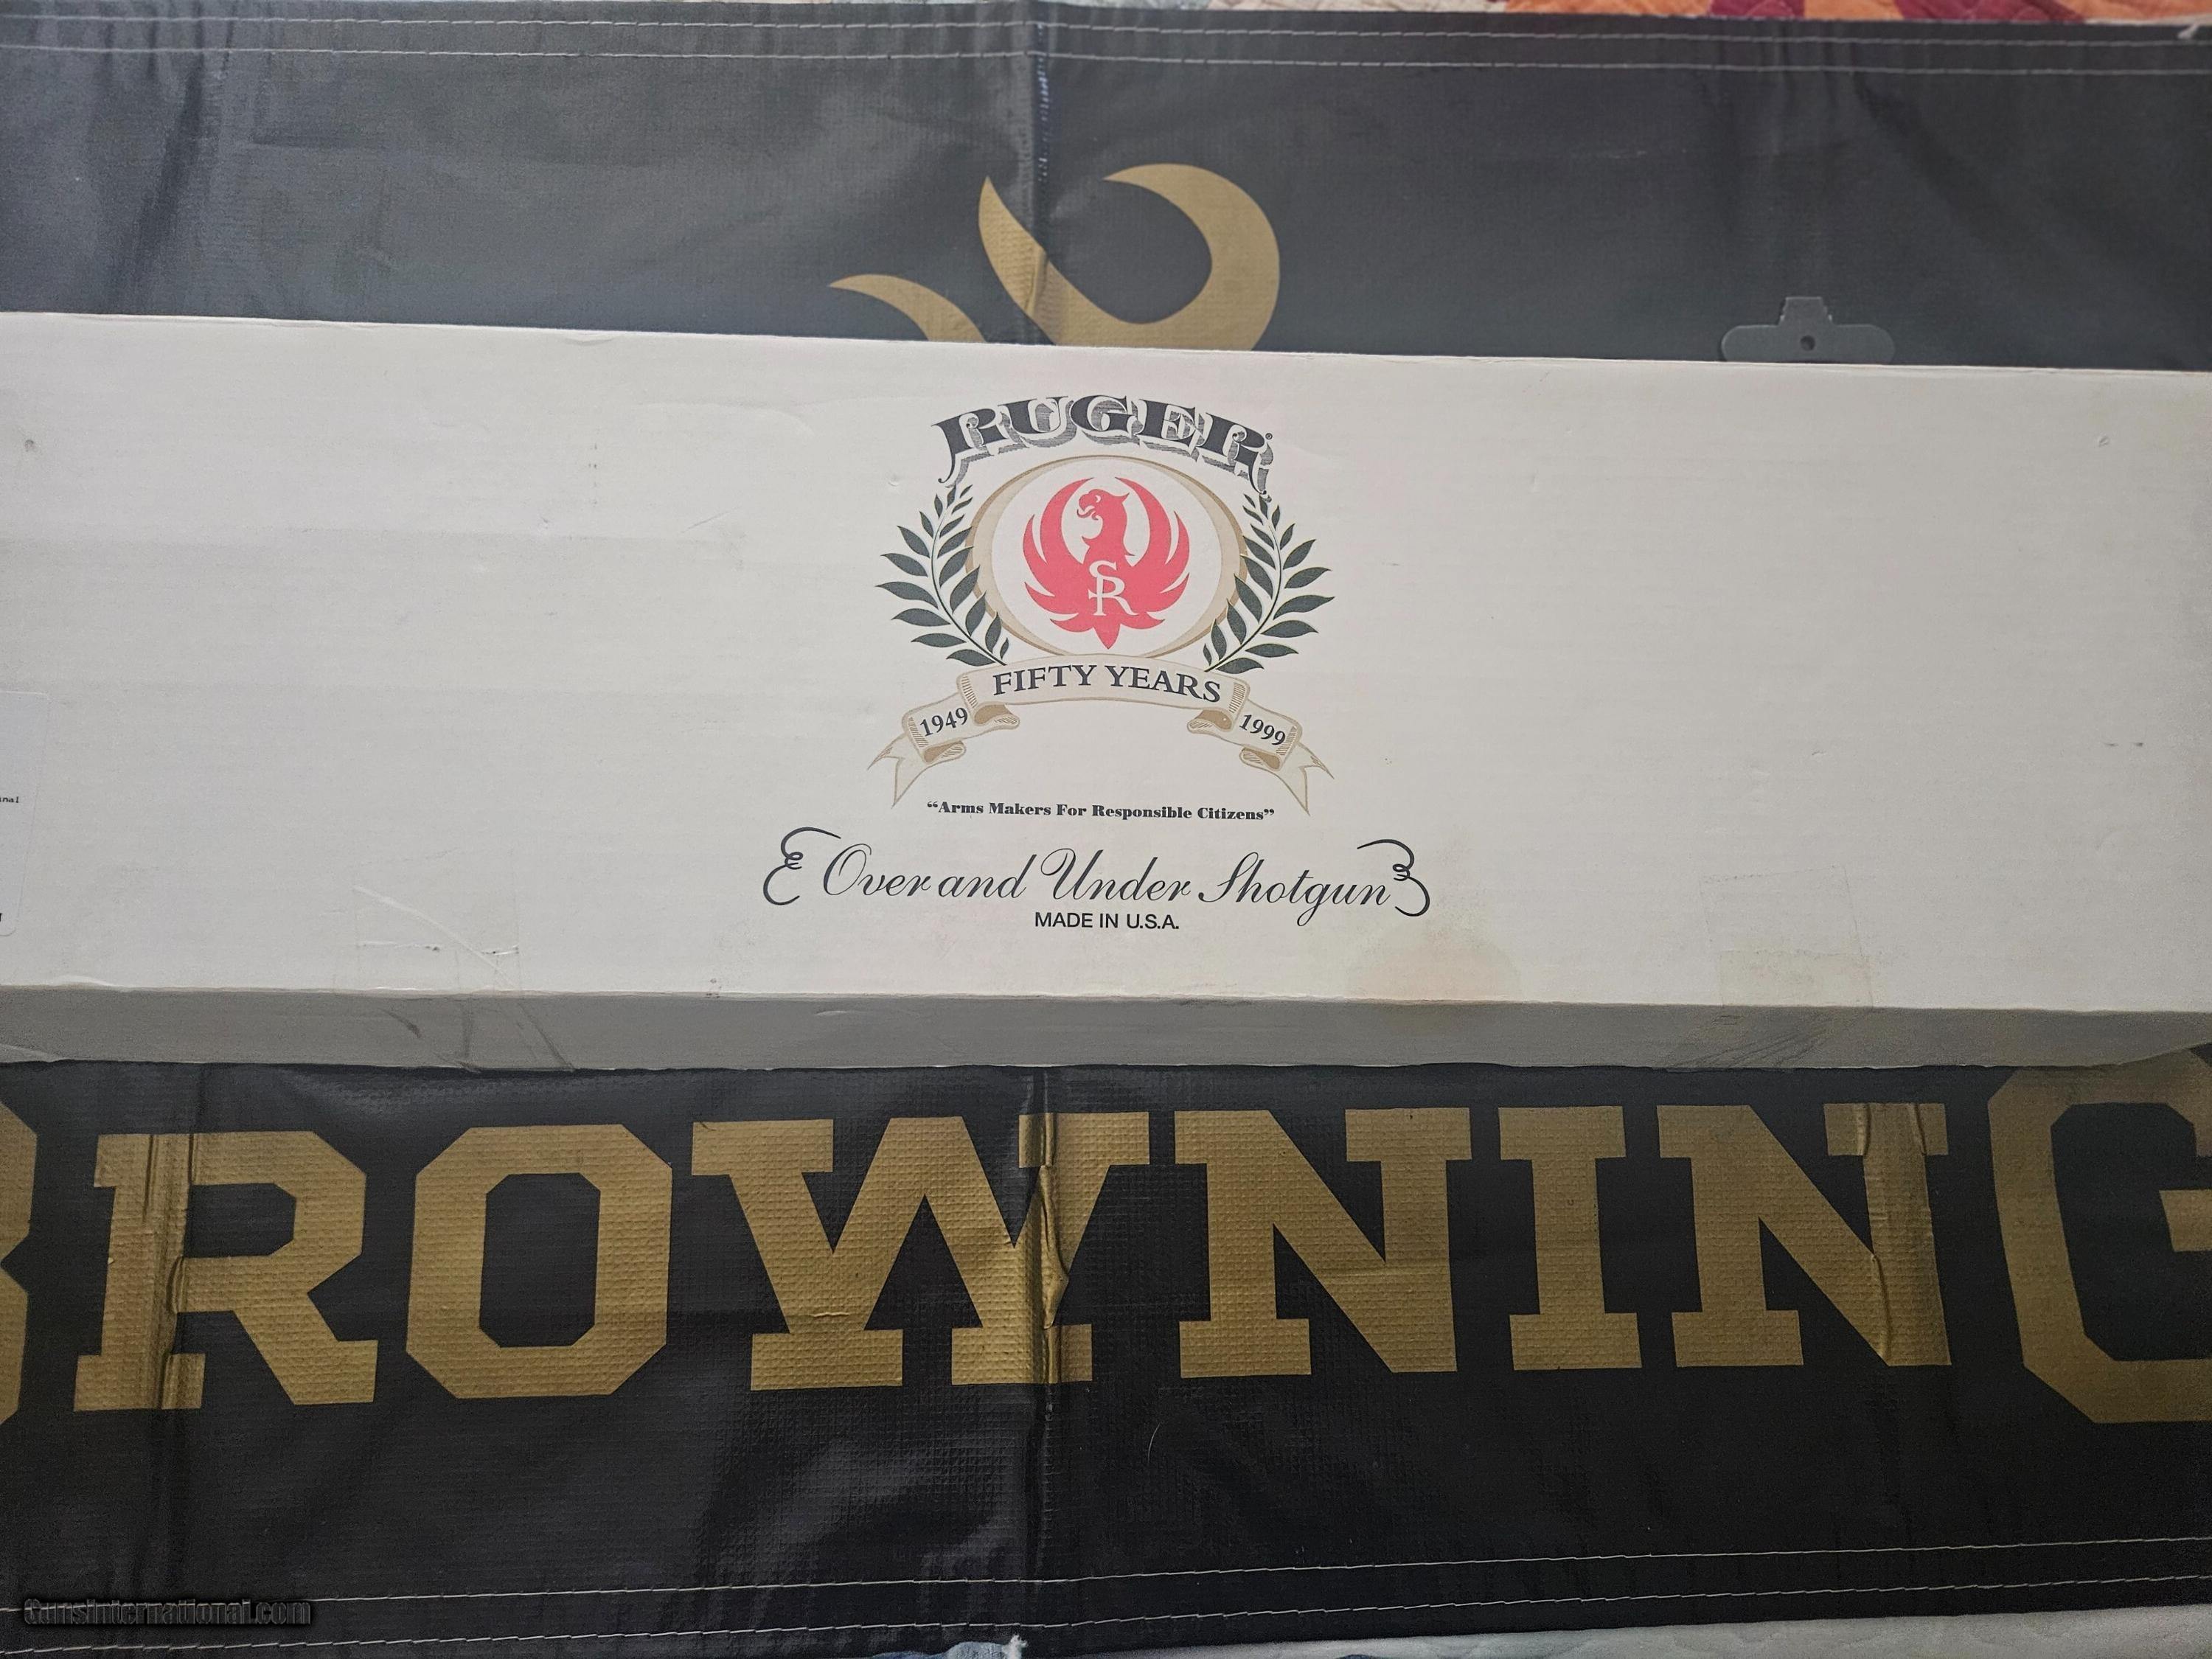 RUGER
SR
FIFTY YEARS
1949 1999
"Arms Makers For Responsible Citizens"
Over and Under Shotgun
MADE IN U.S.A.
BROWNING
GunsInternational.com